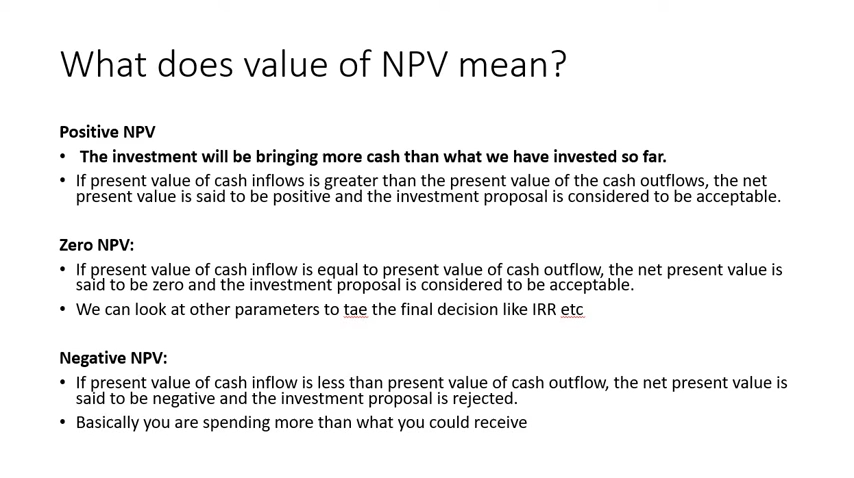 What does value of NPV mean?
Positive NPV
• The investment will be bringing more cash than what we have invested so far.
• If present value of cash inflows is greater than the present value of the cash outflows, the net
present value is said to be positive and the investment proposal is considered to be acceptable.
Zero NPV:
• If present value of cash inflow is equal to present value of cash outflow, the net present value is
said to be zero and the investment proposal is considered to be acceptable.
• We can look at other parameters to tae the final decision like IRR etc
Negative NPV:
• If present value of cash inflow is less than present value of cash outflow, the net present value is
said to be negative and the investment proposal is rejected.
• Basically you are spending more than what you could receive